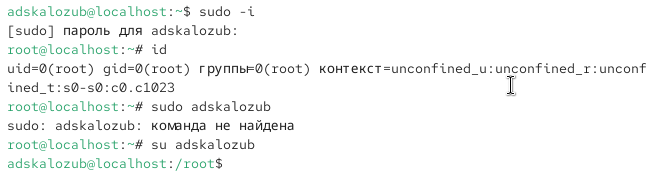 adskalozub@localhost:~$ sudo -i
[sudo] пароль для adskalozub:
root@localhost:~# id
uid=0(root) gid=0(root) группы=0(root) контекст=unconfined_u:unconfined_r:unconf
ined_t:s0-s0:c0.c1023
root@localhost:~# sudo adskalozub
sudo: adskalozub: команда не найдена
root@localhost:~# su adskalozub
adskalozub@localhost:/root$